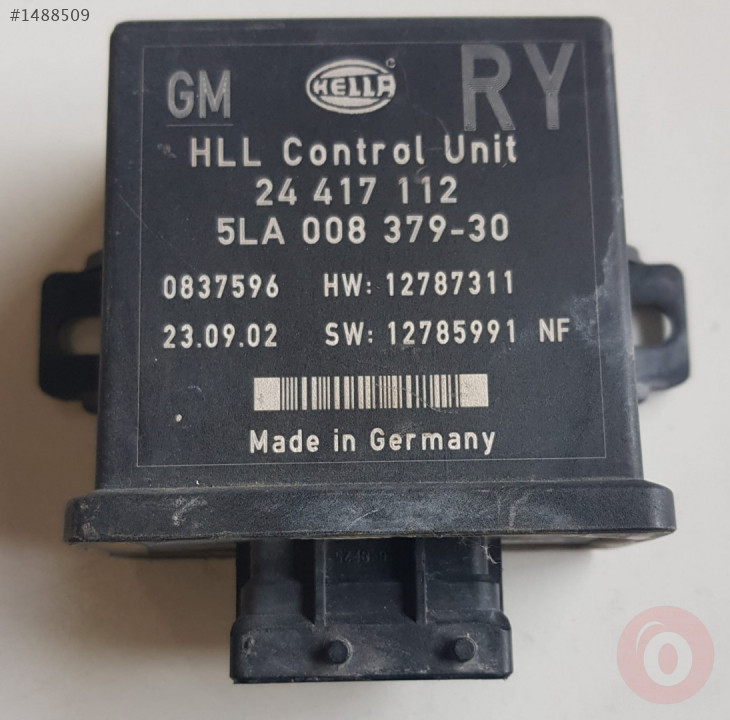 #1488509
GM HELLA © RY
HLL Control Unit
24 417 112
5LA 008 379-30
0837596 HW: 12787311
23.09.02 SW: 12785991 NF
Made in Germany